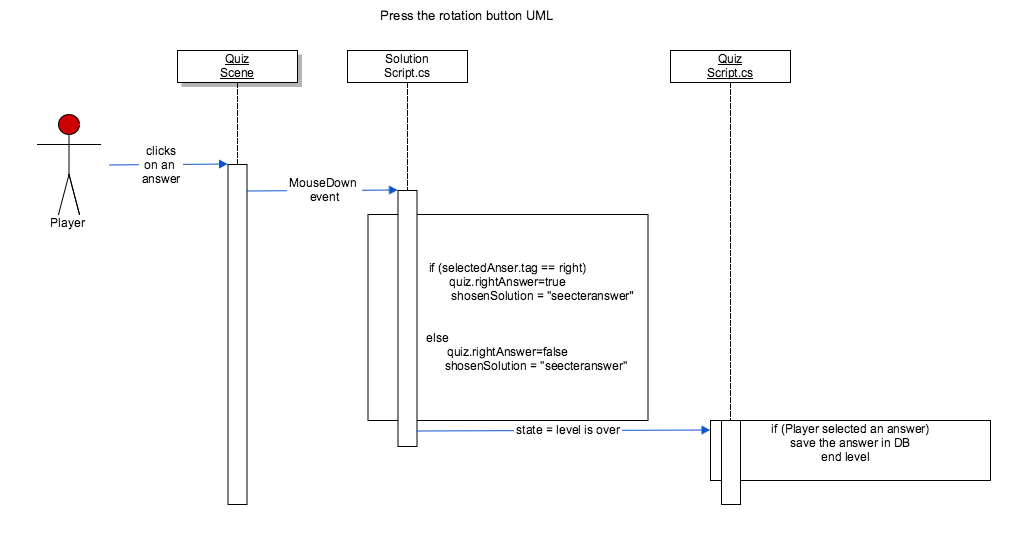 Press the rotation button UML
Quiz
Scene
Solution
Script.cs
Quiz
Script.cs
clicks
on an
answer
Player
MouseDown
event
if (selectedAnser.tag == right)
quiz.rightAnswer=true
shosenSolution = "seecteranswer"
else
quiz.rightAnswer=false
shosenSolution = "seecteranswer"
state = level is over
if (Player selected an answer)
save the answer in DB
end level